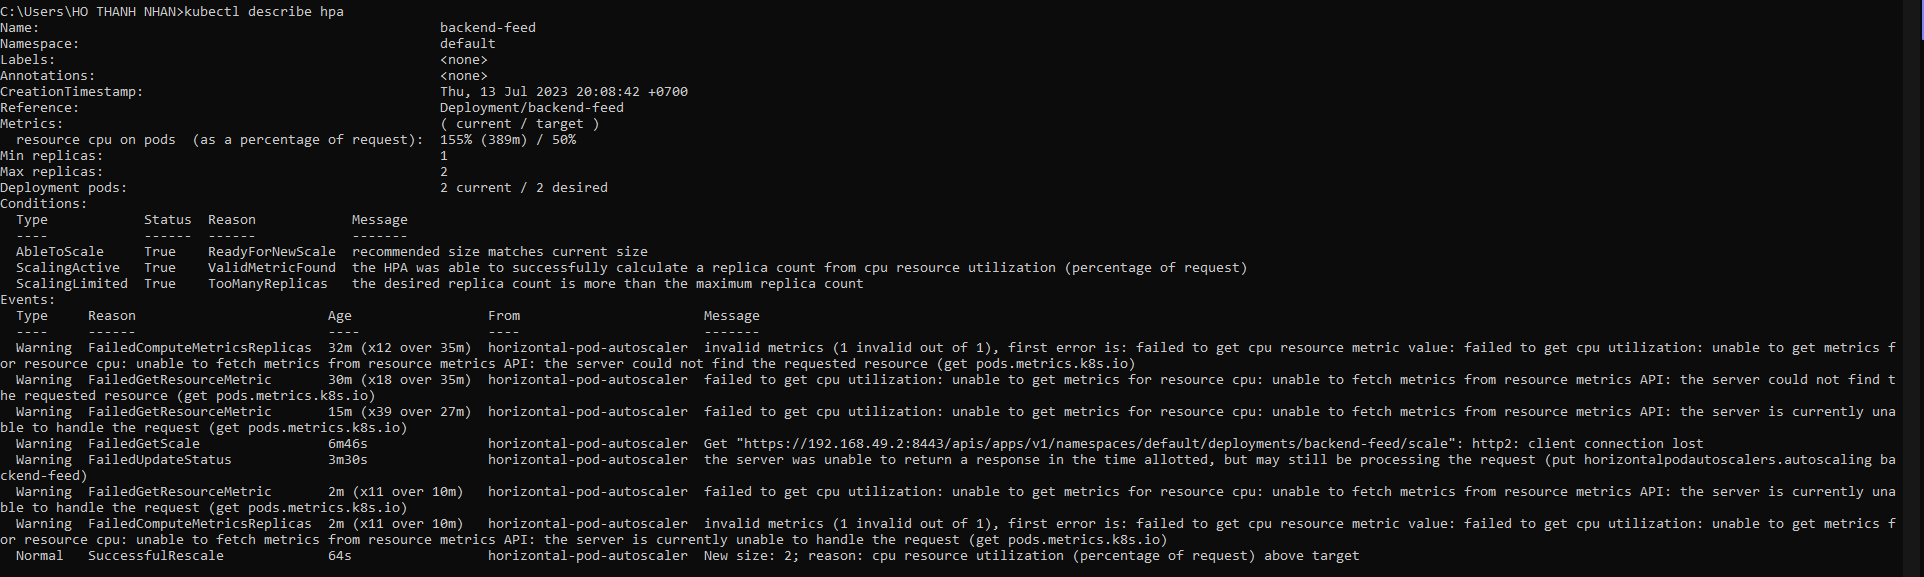 C:\Users\HO THANH NHAN>kubectl describe hpa
Name:                                                  backend-feed
Namespace:                                             default
Labels:                                                <none>
Annotations:                                           <none>
CreationTimestamp:                                     Thu, 13 Jul 2023 20:08:42 +0700
Reference:                                             Deployment/backend-feed
Metrics:                                               ( current / target )
  resource cpu on pods  (as a percentage of request):  155% (389m) / 50%
Min replicas:                                          1
Max replicas:                                          2
Deployment pods:                                       2 current / 2 desired
Conditions:
  Type            Status  Reason            Message
  ----            ------  ------            -------
  AbleToScale     True    ReadyForNewScale  recommended size matches current size
  ScalingActive   True    ValidMetricFound  the HPA was able to successfully calculate a replica count from cpu resource utilization (percentage of request)
  ScalingLimited  True    TooManyReplicas   the desired replica count is more than the maximum replica count
Events:
  Type     Reason                        Age                 From                       Message
  ----     ------                        ----                ----                       -------
  Warning  FailedComputeMetricsReplicas  32m (x12 over 35m)  horizontal-pod-autoscaler  invalid metrics (1 invalid out of 1), first error is: failed to get cpu resource metric value: failed to get cpu utilization: unable to get metrics f
or resource cpu: unable to fetch metrics from resource metrics API: the server could not find the requested resource (get pods.metrics.k8s.io)
  Warning  FailedGetResourceMetric       30m (x18 over 35m)  horizontal-pod-autoscaler  failed to get cpu utilization: unable to get metrics for resource cpu: unable to fetch metrics from resource metrics API: the server could not find t
he requested resource (get pods.metrics.k8s.io)
  Warning  FailedGetResourceMetric       15m (x39 over 27m)  horizontal-pod-autoscaler  failed to get cpu utilization: unable to get metrics for resource cpu: unable to fetch metrics from resource metrics API: the server is currently una
ble to handle the request (get pods.metrics.k8s.io)
  Warning  FailedGetScale                6m46s               horizontal-pod-autoscaler  Get "https://192.168.49.2:8443/apis/apps/v1/namespaces/default/deployments/backend-feed/scale": http2: client connection lost
  Warning  FailedUpdateStatus            3m30s               horizontal-pod-autoscaler  the server was unable to return a response in the time allotted, but may still be processing the request (put horizontalpodautoscalers.autoscaling ba
ckend-feed)
  Warning  FailedGetResourceMetric       2m (x11 over 10m)   horizontal-pod-autoscaler  failed to get cpu utilization: unable to get metrics for resource cpu: unable to fetch metrics from resource metrics API: the server is currently una
ble to handle the request (get pods.metrics.k8s.io)
  Warning  FailedComputeMetricsReplicas  2m (x11 over 10m)   horizontal-pod-autoscaler  invalid metrics (1 invalid out of 1), first error is: failed to get cpu resource metric value: failed to get cpu utilization: unable to get metrics f
or resource cpu: unable to fetch metrics from resource metrics API: the server is currently unable to handle the request (get pods.metrics.k8s.io)
  Normal   SuccessfulRescale             64s                 horizontal-pod-autoscaler  New size: 2; reason: cpu resource utilization (percentage of request) above target